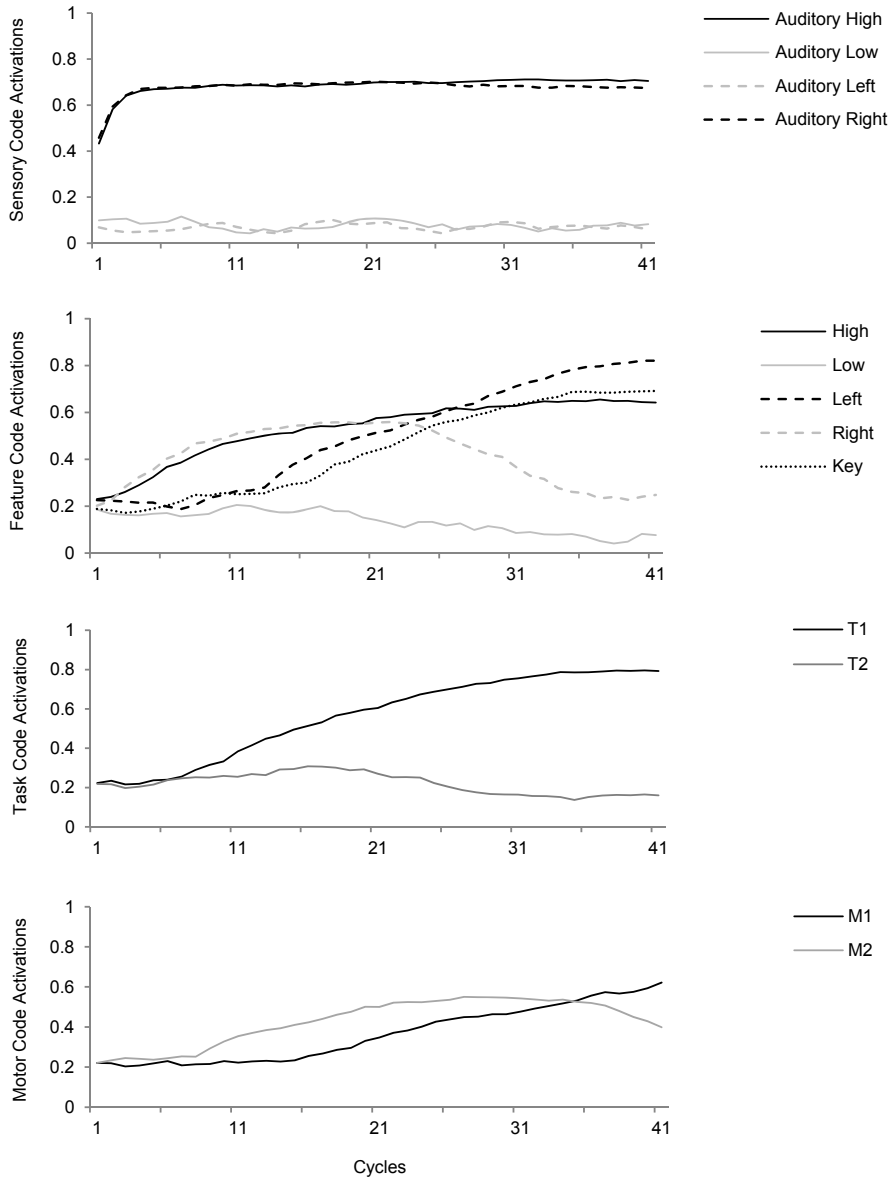 Sensory Code Activations
1
0.8
0.6
0.4
0.2
0
1 11 21 31 41
Auditory High
Auditory Low
Auditory Left
Auditory Right
Feature Code Activations
1
0.8
0.6
0.4
0.2
0
1 11 21 31 41
High
Low
Left
Right
Key
Task Code Activations
1
0.8
0.6
0.4
0.2
0
1 11 21 31 41
T1
T2
Motor Code Activations
1
0.8
0.6
0.4
0.2
0
1 11 21 31 41
M1
M2
Cycles